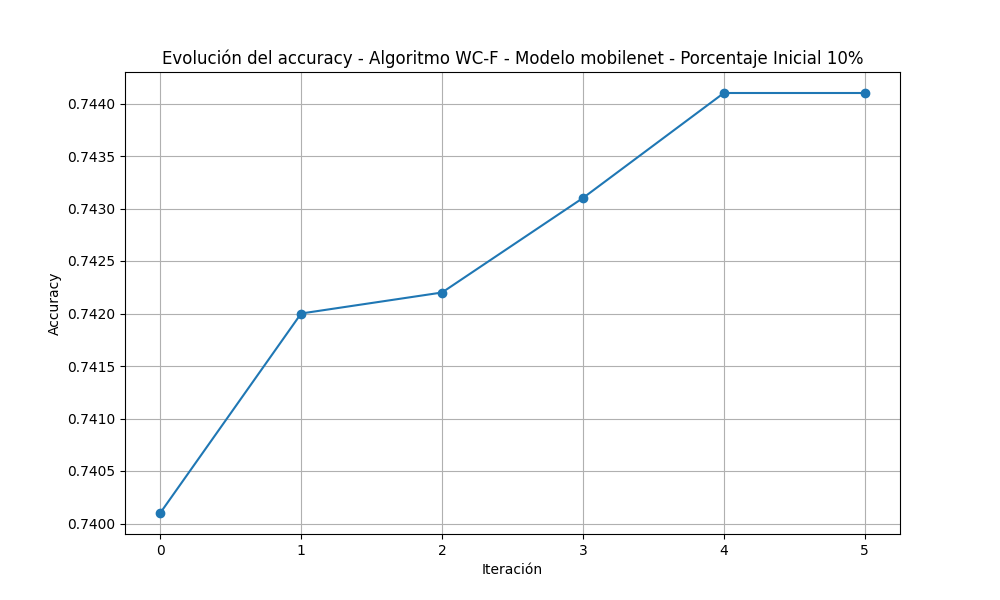 Evolución del accuracy - Algoritmo WC-F - Modelo mobilenet - Porcentaje Inicial 10%
0.7440
0.7435
0.7430
0.7425
0.7420
0.7415
0.7410
0.7405
0.7400
Accuracy
0 1 2 3 4 5
Iteración